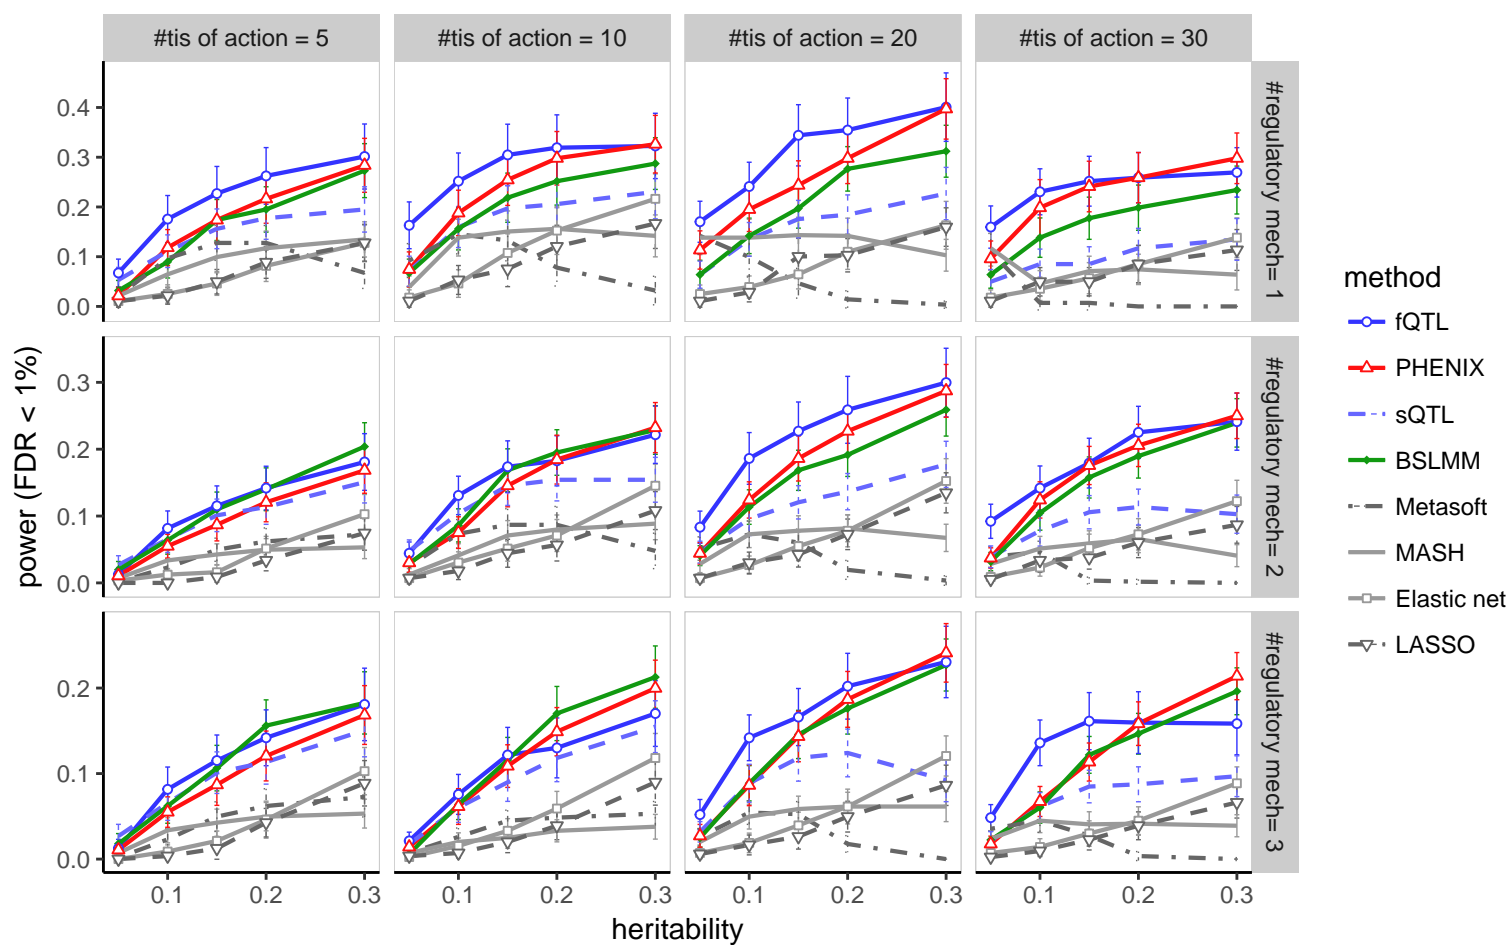 #tis of action = 5
#tis of action = 10
#tis of action = 20
#tis of action = 30
0.4
0.3
0.2
0.1
0.0
#regulatory mech= 1
0.3
0.2
0.1
0.0
#regulatory mech= 2
0.2
0.1
0.0
#regulatory mech= 3
power (FDR < 1%)
0.1 0.2 0.3
0.1 0.2 0.3
0.1 0.2 0.3
0.1 0.2 0.3
heritability
method
fQTL
PHENIX
sQTL
BSLMM
Metasoft
MASH
Elastic net
LASSO